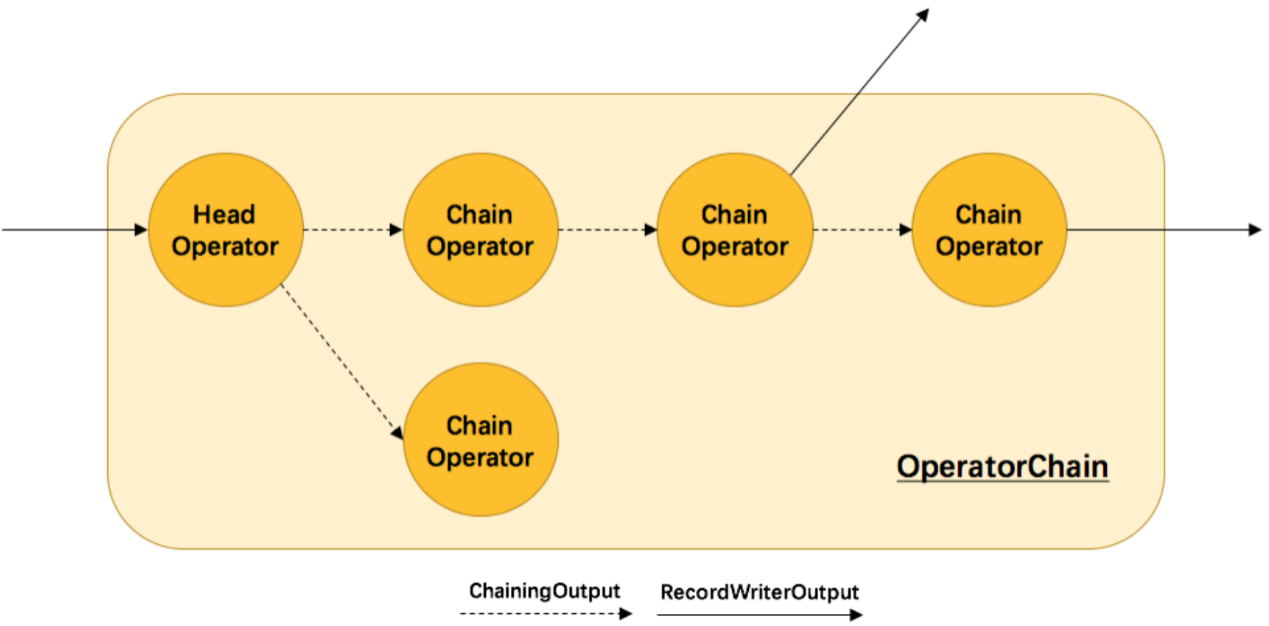 Head
Operator
Chain
Operator
Chain
Operator
Chain
Operator
Chain
Operator
OperatorChain
ChainingOutput
RecordWriterOutput